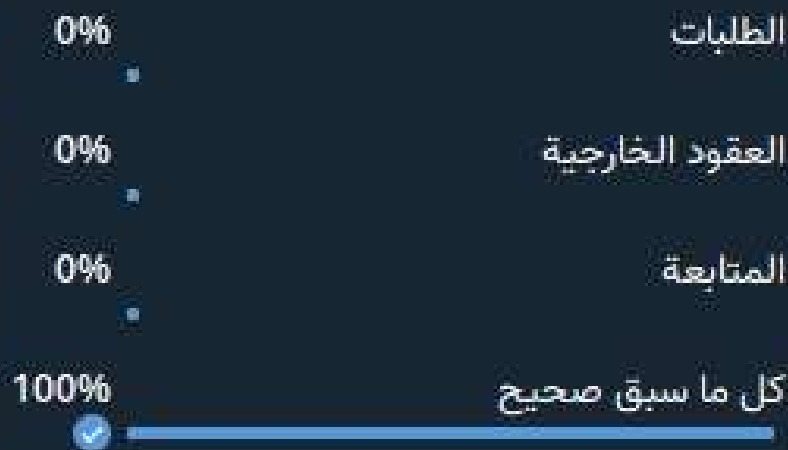 الطلبات 0%
العقود الخارجية 0%
المتابعة 0%
كل ما سبق صحيح 100%